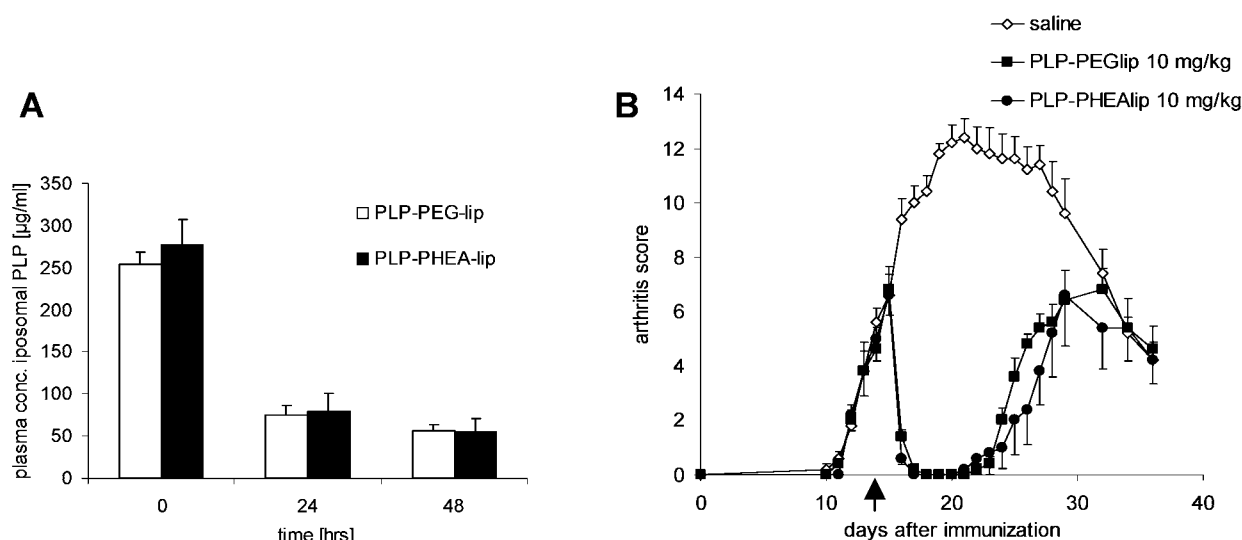 A
plasma conc. liposomal PLP [µg/ml]
350
300
250
200
150
100
50
0
PLP-PEG-lip
PLP-PHEA-lip
0 24 48
time [hrs]
B
saline
PLP-PEGlip 10 mg/kg
PLP-PHEAlip 10 mg/kg
arthritis score
14
12
10
8
6
4
2
0
0 10 20 30 40
days after immunization